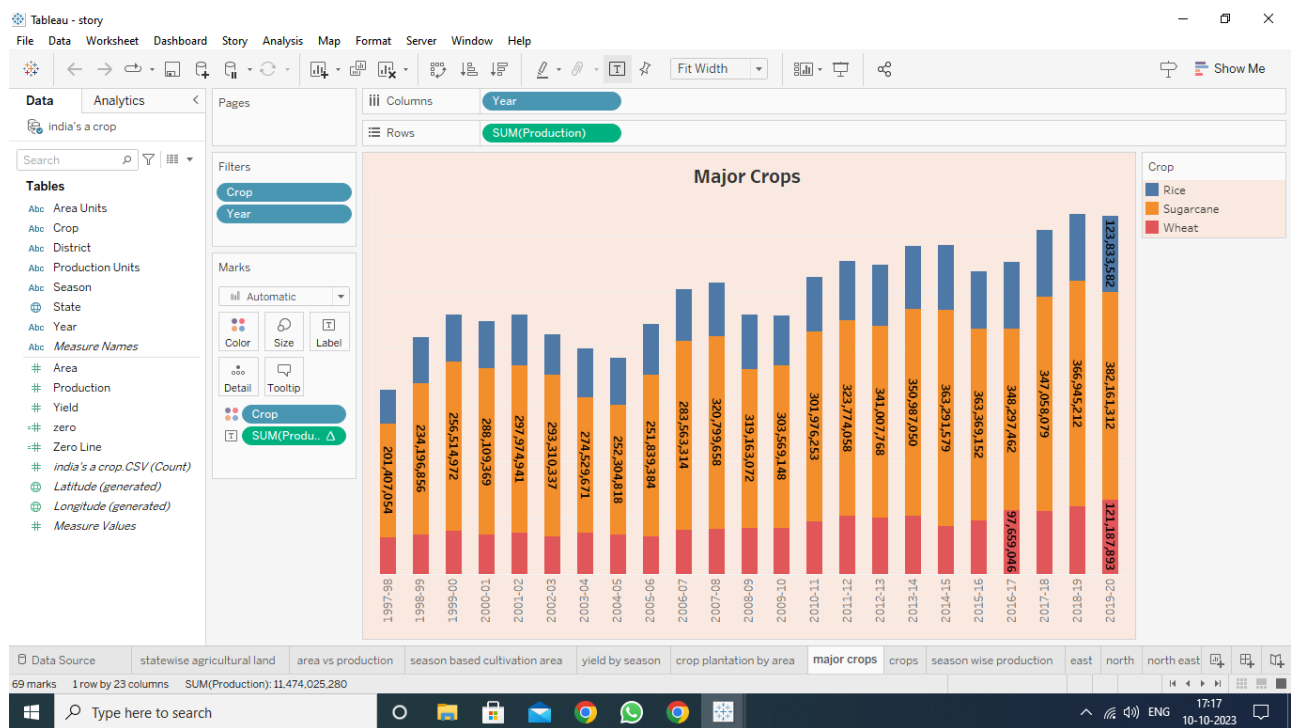 Tableau - story
File Data Worksheet Dashboard Story Analysis Map Format Server Window Help
Fit Width
Show Me
Data Analytics
india's a crop
Search
Tables
Abc Area Units
Abc Crop
Abc District
Abc Production Units
Abc Season
State
Abc Year
Abc Measure Names
# Area
# Production
# Yield
=# zero
=# Zero Line
# india's a crop.CSV (Count)
Latitude (generated)
Longitude (generated)
# Measure Values
Pages
Filters
Crop
Year
Marks
Automatic
Color Size Label
Detail Tooltip
Crop
SUM(Produ.. Δ
Columns Year
Rows SUM(Production)
Major Crops
201,407,054
234,196,856
256,514,972
288,109,369
297,974,941
293,310,337
274,529,671
252,304,818
251,839,384
283,563,314
320,799,658
319,163,072
303,569,148
301,976,253
323,774,058
341,007,768
350,987,050
363,291,579
363,369,152
348,297,462
97,659,046
347,058,079
366,945,212
123,833,582
382,161,312
121,187,893
1997-98
1998-99
1999-00
2000-01
2001-02
2002-03
2003-04
2004-05
2005-06
2006-07
2007-08
2008-09
2009-10
2010-11
2011-12
2012-13
2013-14
2014-15
2015-16
2016-17
2017-18
2018-19
2019-20
Crop
Rice
Sugarcane
Wheat
Data Source statewise agricultural land area vs production season based cultivation area yield by season crop plantation by area major crops crops season wise production east north north east
69 marks 1 row by 23 columns SUM(Production): 11,474,025,280
Type here to search
ENG
17:17
10-10-2023